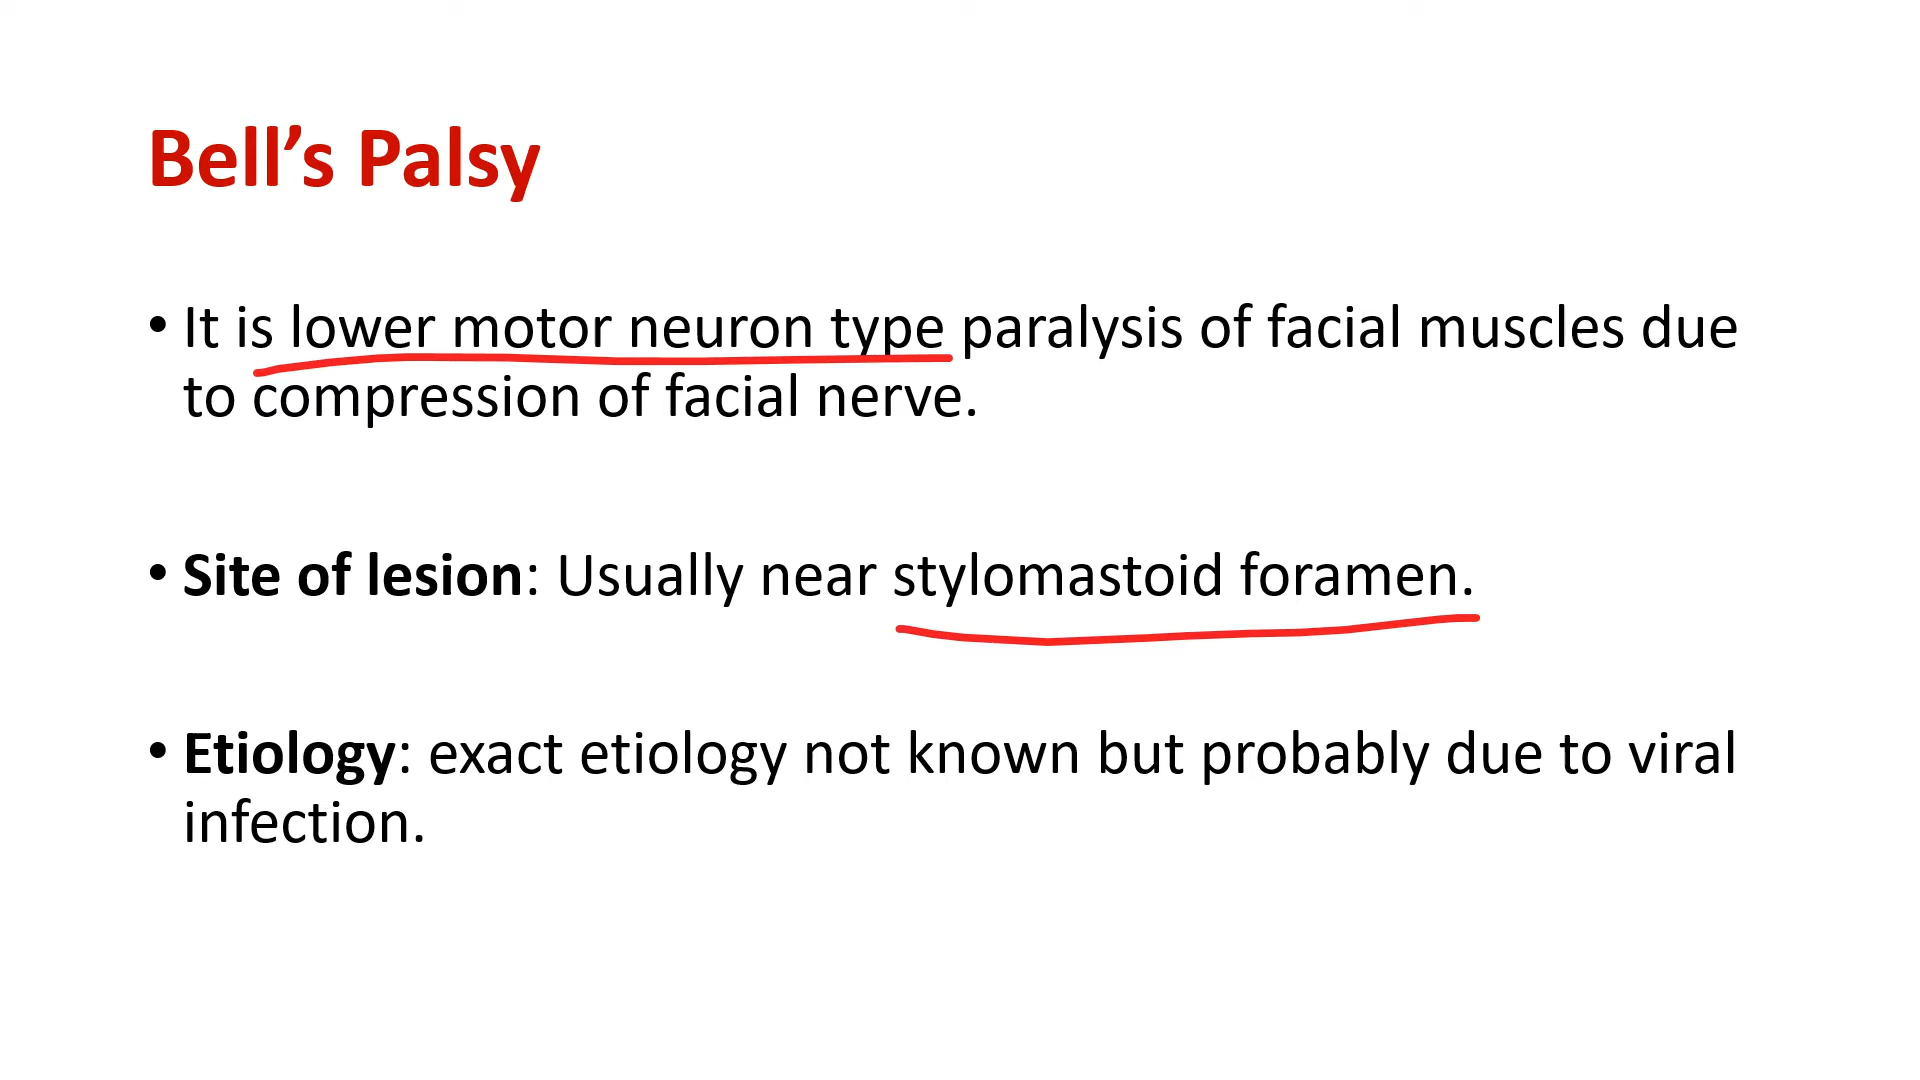 Bell’s Palsy
• It is lower motor neuron type paralysis of facial muscles due
to compression of facial nerve.
• Site of lesion: Usually near stylomastoid foramen.
• Etiology: exact etiology not known but probably due to viral
infection.